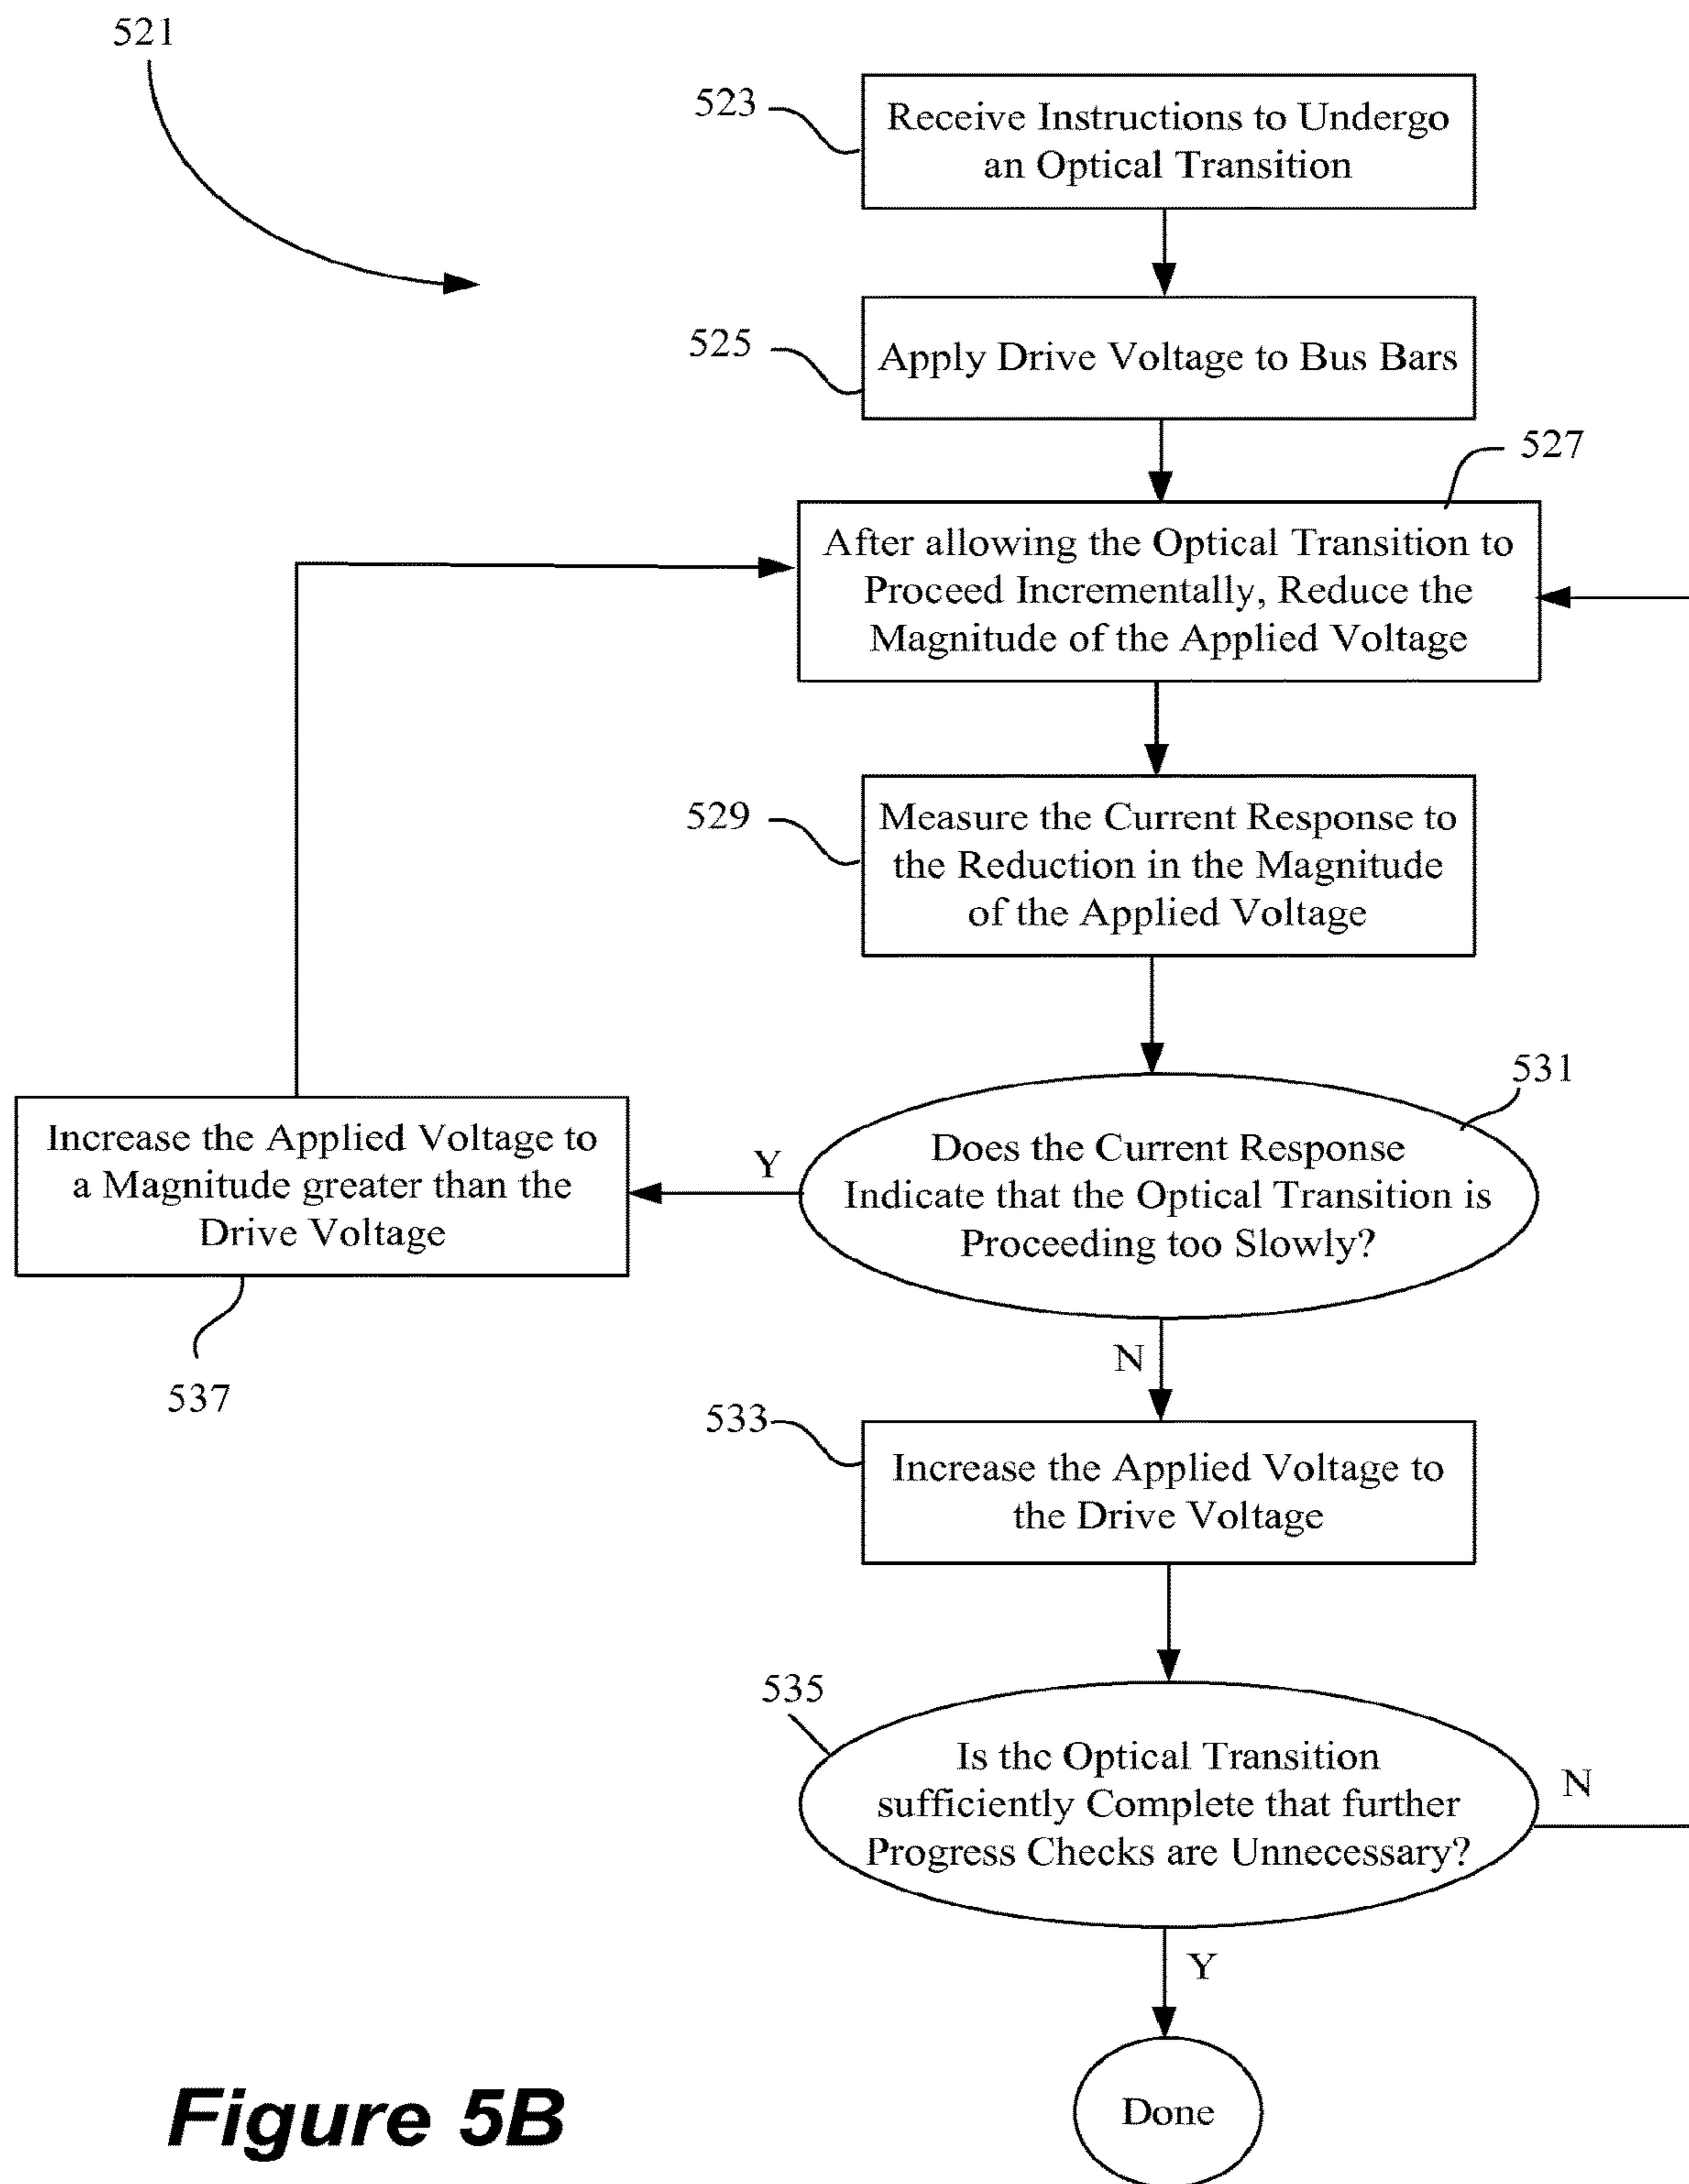 521
523
Receive Instructions to Undergo
an Optical Transition
525
Apply Drive Voltage to Bus Bars
527
After allowing the Optical Transition to
Proceed Incrementally, Reduce the
Magnitude of the Applied Voltage
529
Measure the Current Response to
the Reduction in the Magnitude
of the Applied Voltage
531
Does the Current Response
Indicate that the Optical Transition is
Proceeding too Slowly?
Y
Increase the Applied Voltage to
a Magnitude greater than the
Drive Voltage
537
N
533
Increase the Applied Voltage to
the Drive Voltage
535
Is the Optical Transition
sufficiently Complete that further
Progress Checks are Unnecessary?
N
Y
Done
Figure 5B